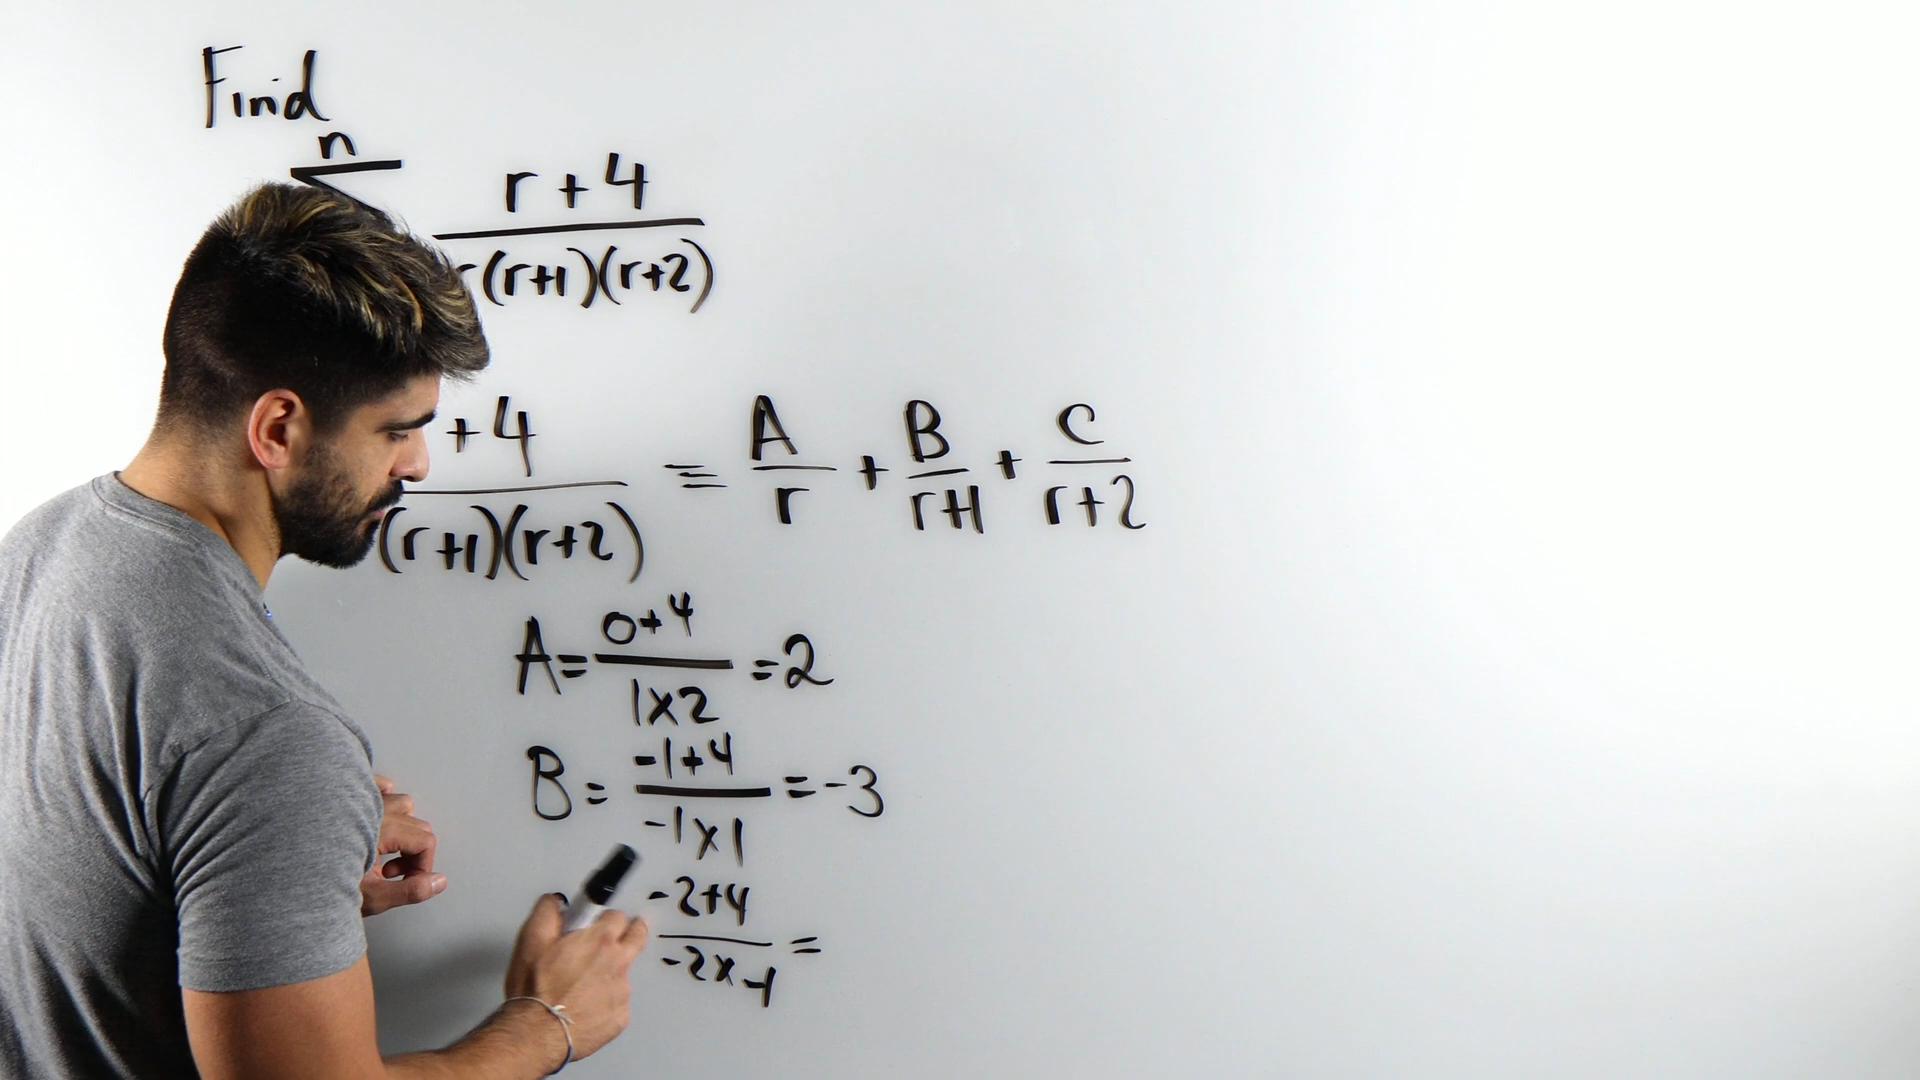 Find
n
Σ r+4
r(r+1)(r+2)
+4
(r+1)(r+2) ≡ A/r + B/r+1 + C/r+2
A = 0+4/1x2 = 2
B = -1+4/-1x1 = -3
-2+4/-2x-1 =